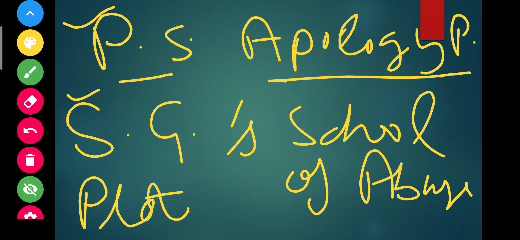 P. S. Apology P.
S. G.'s School
Plot of Abuse